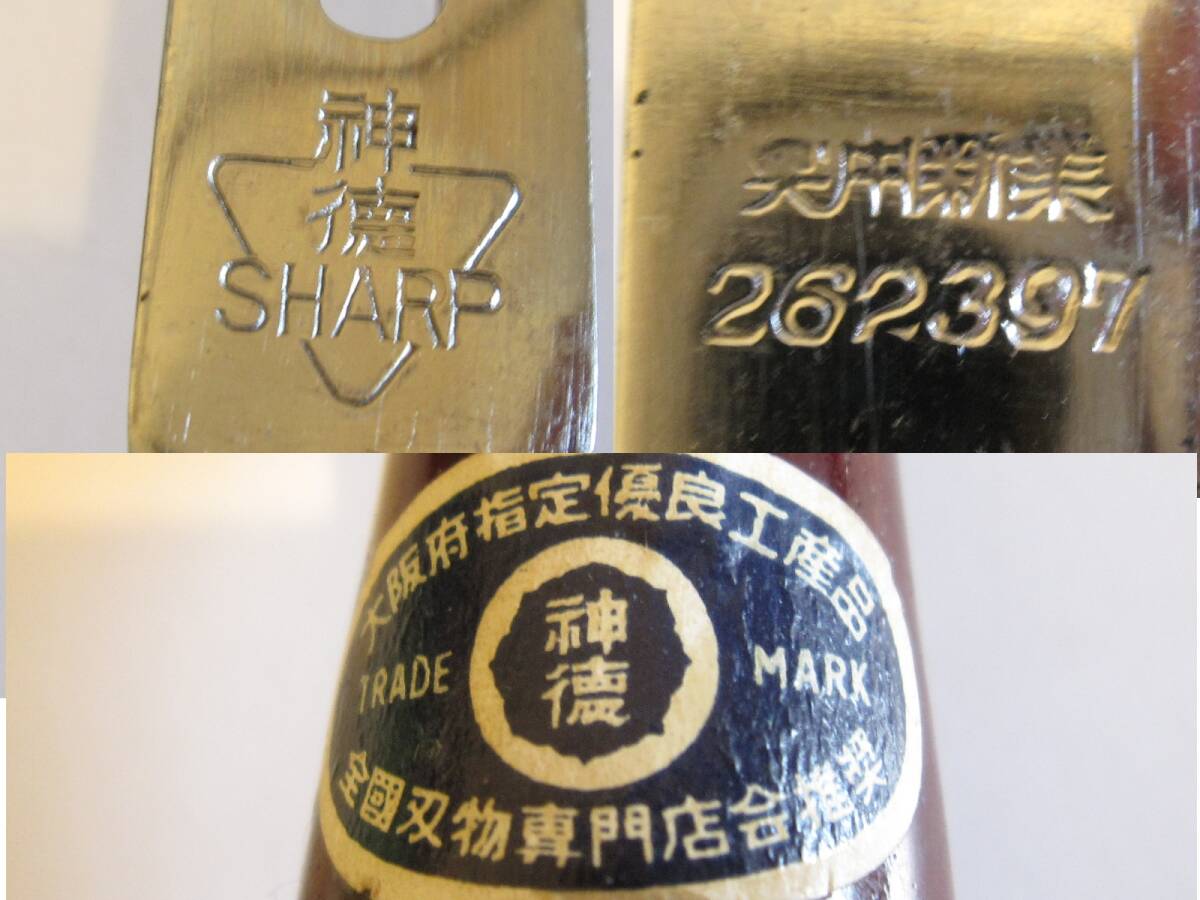 神
徳
SHARP
実用新案
262397
大阪府指定優良工産品
TRADE
神
徳
MARK
全國刃物専門店会推奨